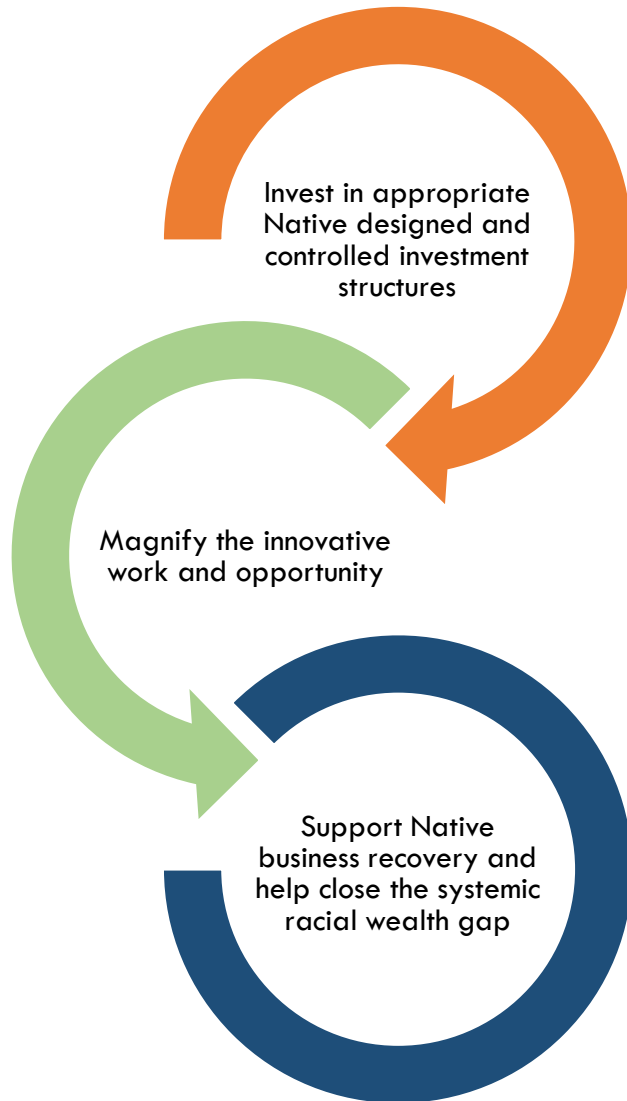 Invest in appropriate
Native designed and
controlled investment
structures
Magnify the innovative
work and opportunity
Support Native
business recovery and
help close the systemic
racial wealth gap